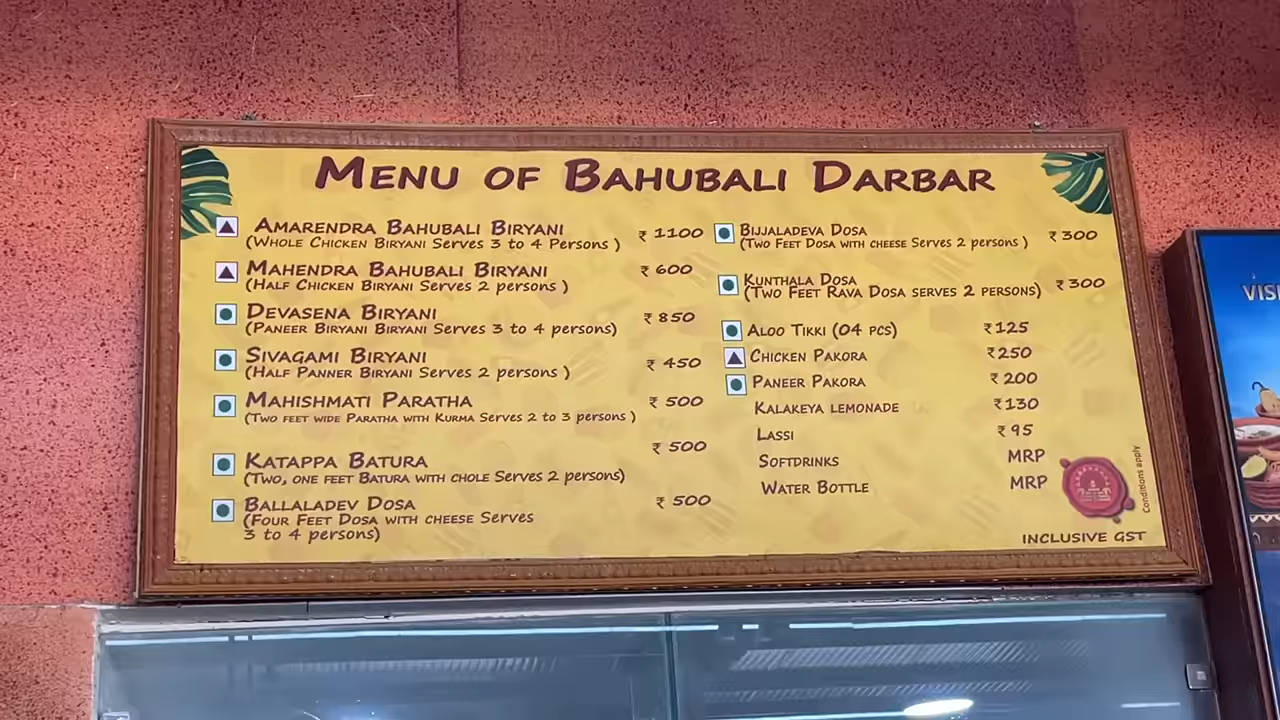 MENU OF BAHUBALI DARBAR
AMARENDRA BAHUBALI BIRYANI ₹ 1100
(WHOLE CHICKEN BIRYANI SERVES 3 TO 4 PERSONS )
MAHENDRA BAHUBALI BIRYANI ₹ 600
(HALF CHICKEN BIRYANI SERVES 2 PERSONS )
DEVASENA BIRYANI ₹ 850
(PANEER BIRYANI BIRYANI SERVES 3 TO 4 PERSONS)
SIVAGAMI BIRYANI ₹ 450
(HALF PANNER BIRYANI SERVES 2 PERSONS )
MAHISHMATI PARATHA ₹ 500
(TWO FEET WIDE PARATHA WITH KURMA SERVES 2 TO 3 PERSONS )
KATAPPA BATURA ₹ 500
(TWO, ONE FEET BATURA WITH CHOLE SERVES 2 PERSONS)
BALLALADEV DOSA ₹ 500
(FOUR FEET DOSA WITH CHEESE SERVES
3 TO 4 PERSONS)
BIJJALADEVA DOSA ₹ 300
(TWO FEET DOSA WITH CHEESE SERVES 2 PERSONS )
KUNTHALA DOSA ₹ 300
(TWO FEET RAVA DOSA SERVES 2 PERSONS)
ALOO TIKKI (04 PCS) ₹ 125
CHICKEN PAKORA ₹ 250
PANEER PAKORA ₹ 200
KALAKEYA LEMONADE ₹ 130
LASSI ₹ 95
SOFTDRINKS MRP
WATER BOTTLE MRP
Conditions apply
INCLUSIVE GST